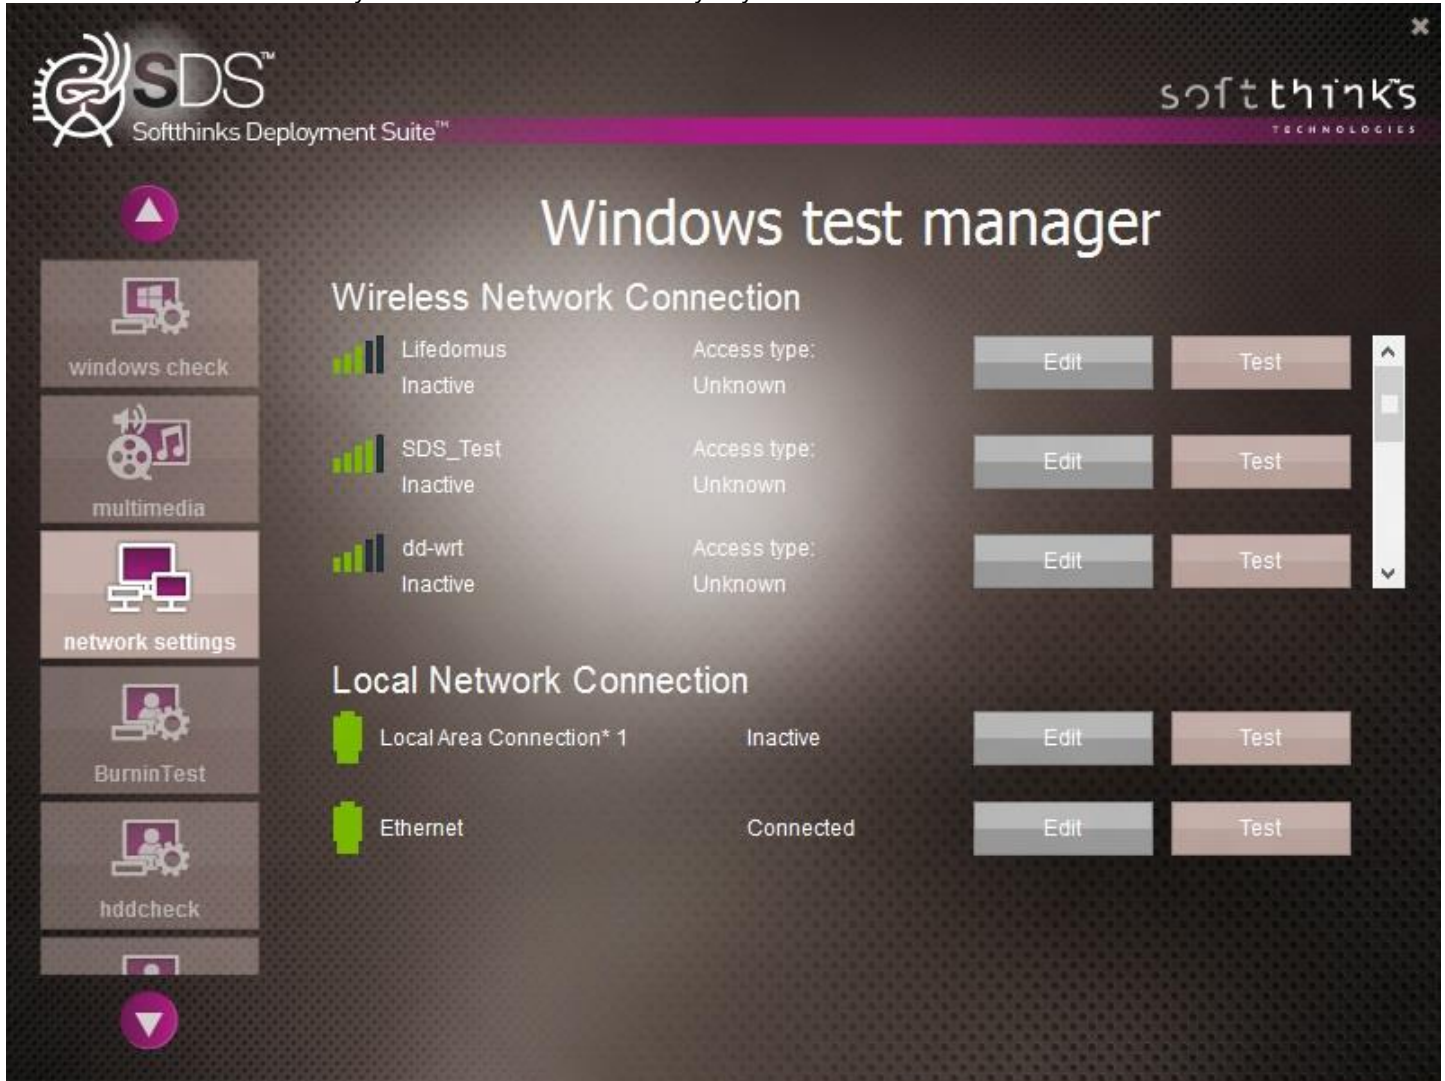 SDS™
Softthinks Deployment Suite™
softthinks
TECHNOLOGIES
Windows test manager
windows check
multimedia
network settings
BurninTest
hddcheck
Wireless Network Connection
Lifedomus Access type: Edit Test
Inactive Unknown
SDS_Test Access type: Edit Test
Inactive Unknown
dd-wrt Access type: Edit Test
Inactive Unknown
Local Network Connection
Local Area Connection* 1 Inactive Edit Test
Ethernet Connected Edit Test